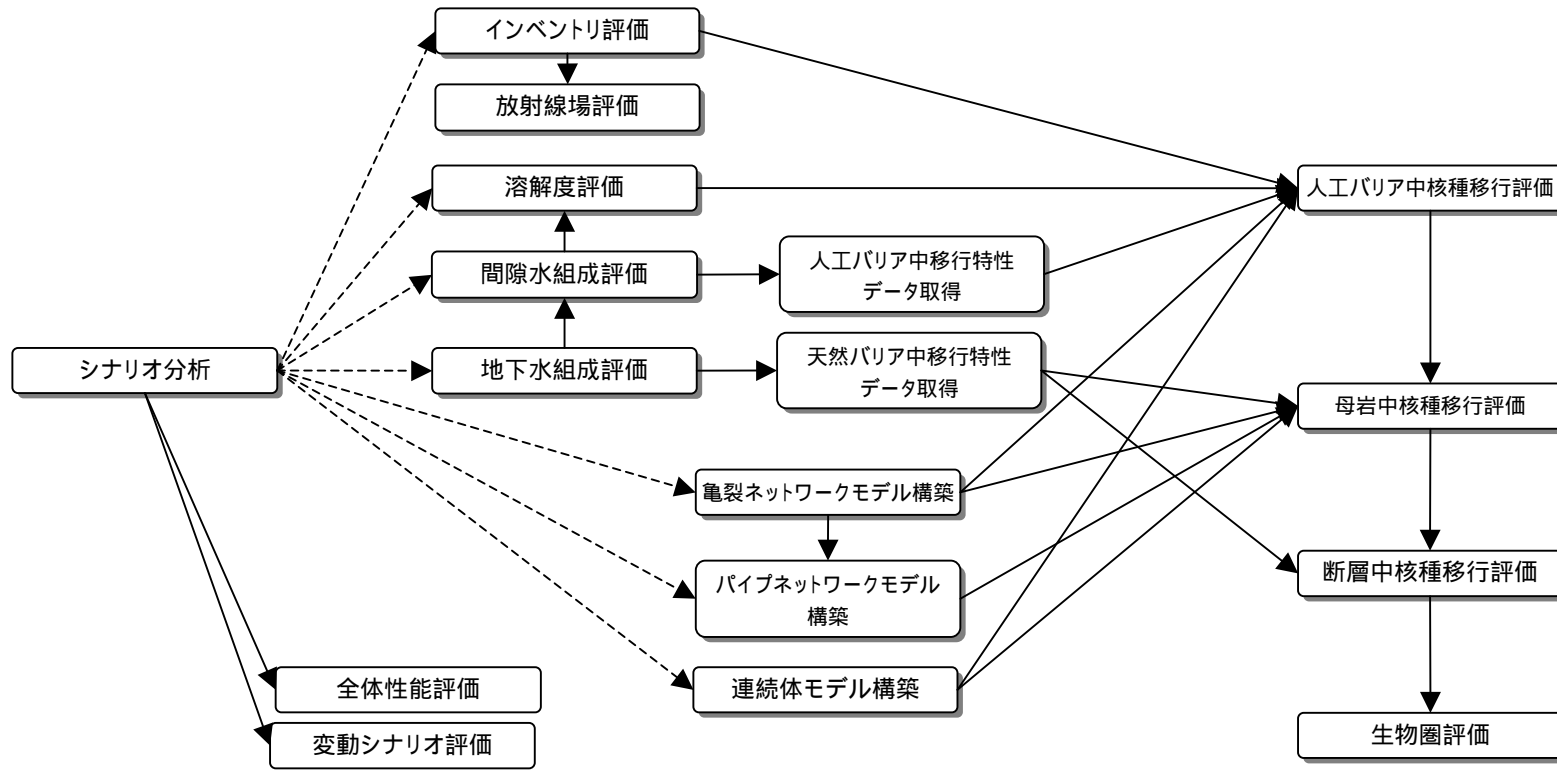 インベントリ評価
放射線場評価
溶解度評価
人工バリア中核種移行評価
間隙水組成評価
人工バリア中移行特性
データ取得
シナリオ分析
地下水組成評価
天然バリア中移行特性
データ取得
母岩中核種移行評価
亀裂ネットワークモデル構築
パイプネットワークモデル
構築
断層中核種移行評価
全体性能評価
連続体モデル構築
変動シナリオ評価
生物圏評価